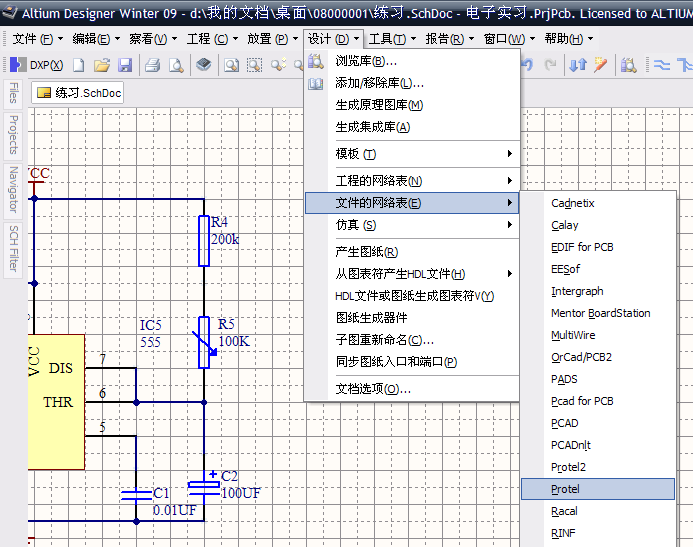 Altium Designer Winter 09 - d:\我的文档\桌面\08000001\练习.SchDoc - 电子实习.PrjPcb. Licensed to ALTIUM
文件 (F) 编辑(E) 察看(V) 工程 (C) 放置 (P) 设计 (D) 工具(T) 报告(R) 窗口(W) 帮助(H)
DXP(X)
练习.SchDoc
Files
Projects
Navigator
SCH Filter
浏览库(B)...
添加/移除库(L)...
生成原理图库(M)
生成集成库(A)
模板 (T)
工程的网络表(N)
文件的网络表(E)
仿真 (S)
产生图纸(R)
从图表符产生HDL文件(H)
HDL文件或图纸生成图表符V(Y)
图纸生成器件
子图重新命名(C)...
同步图纸入口和端口(P)
文档选项(O)...
Cadnetix
Calay
EDIF for PCB
EESof
Intergraph
Mentor BoardStation
MultiWire
OrCad/PCB2
PADS
Pcad for PCB
PCAD
PCADnlt
Protel2
Protel
Racal
RINF
VCC
R4
200k
IC5
555
R5
100K
VCC
DIS
7
THR
6
5
C1
0.01UF
C2
100UF